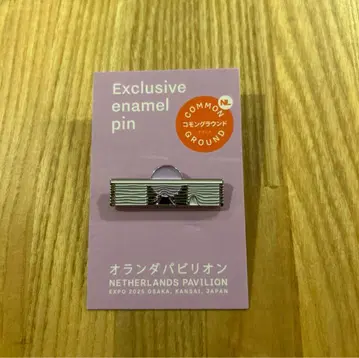 Exclusive
enamel
pin
COMMON
NL
コモングラウンド
GROUND
オランダパビリオン
NETHERLANDS PAVILION
EXPO 2025 OSAKA, KANSAI, JAPAN